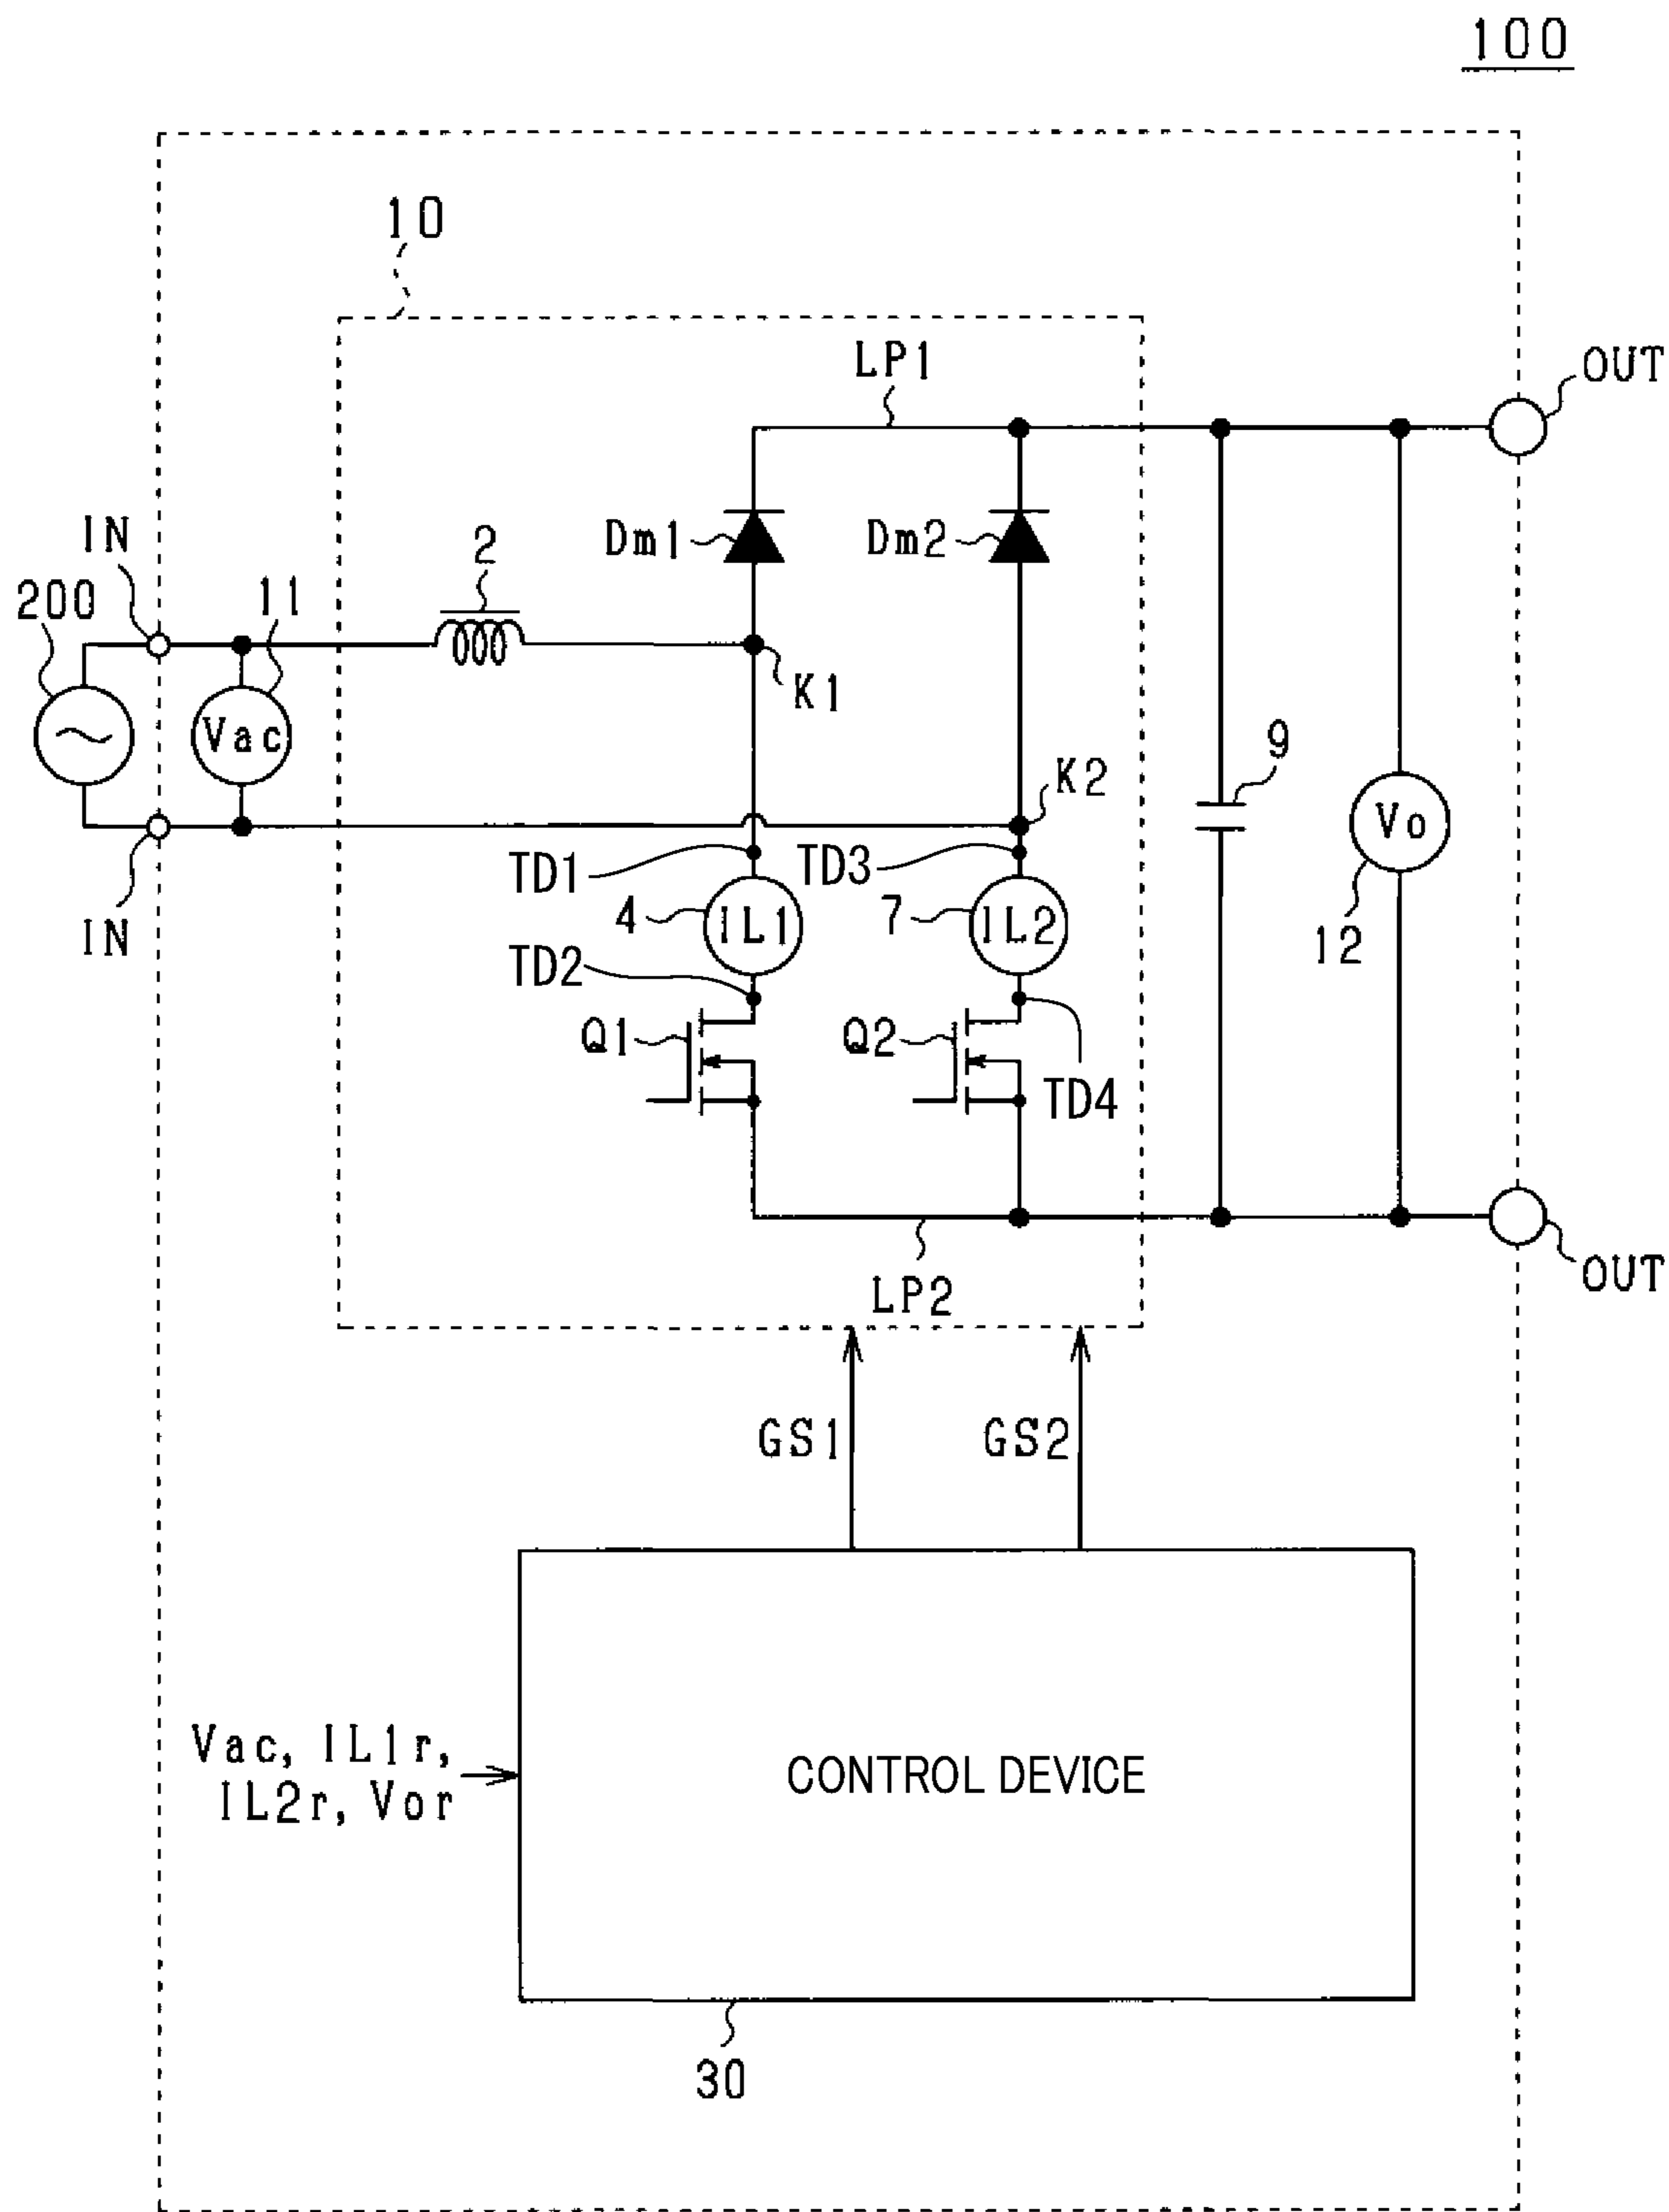 100
10
LP1
OUT
IN
2
Dm1
Dm2
200
11
K1
Vac
9
K2
Vo
TD1
TD3
IN
4
IL1
7
IL2
12
TD2
Q1
Q2
TD4
LP2
OUT
GS1
GS2
Vac, IL1r,
IL2r, Vor
CONTROL DEVICE
30